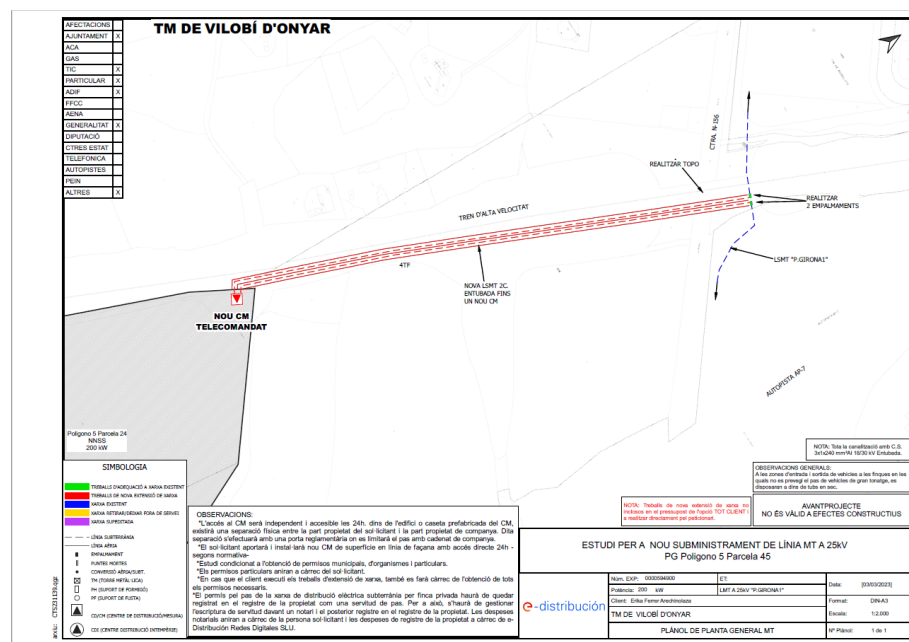 TM DE VILOBÍ D'ONYAR
AFECTACIONS
AJUNTAMENT X
ACA
GAS
TIC X
PARTICULAR X
ADIF X
FFCC
AENA
GENERALITAT X
DIPUTACIÓ
CTRES ESTAT
TELEFONICA
AUTOPISTES
PEIN
ALTRES X
CTRA. N-156
REALITZAR TOPO
REALITZAR
2 EMPALMAMENTS
TREN D'ALTA VELOCITAT
LSMT "P.GIRONA1"
4TF
NOVA LSMT 2C.
ENTUBADA FINS
UN NOU CM
NOU CM
TELECOMANDAT
AUTOPISTA AP-7
Polígono 5 Parcela 24
NNSS
200 kW
SIMBOLOGIA
TREBALLS D'ADEQUACIÓ A XARXA EXISTENT
TREBALLS DE NOVA EXTENSIÓ DE XARXA
XARXA EXISTENT
XARXA RETIRAR/DEIXAR FORA DE SERVEI
XARXA SUPEDITADA
LÍNIA SUBTERRÀNIA
LÍNIA AÈRIA
EMPALMAMENT
PUNTES MORTES
CONVERSIÓ AÈRIA/SUBT.
TM (TORRE METÀL·LICA)
PH (SUPORT DE FORMIGÓ)
PF (SUPORT DE FUSTA)
CD/CM (CENTRE DE DISTRIBUCIÓ/MESURA)
CDI (CENTRE DISTRIBUCIÓ INTEMPÈRIE)
OBSERVACIONS:
*L'accés al CM serà independent i accesible les 24h. dins de l'edifici o caseta prefabricada del CM,
existirà una separació física entre la part propietat del sol·licitant i la part propietat de companyia. Dita
separació s'efectuarà amb una porta reglamentària on es limitarà el pas amb cadenat de companyia.
*El sol·licitant aportarà i instal·larà nou CM de superfície en línia de façana amb accés directe 24h -
segons normativa-
*Estudi condicional a l'obtenció de permisos municipals, d'organismes i particulars.
*Els permisos particulars aniran a càrrec del sol·licitant.
*En cas que el client executi els treballs d'extensió de xarxa, també es farà càrrec de l'obtenció de tots
els permisos necessaris.
*El permís pel pas de la xarxa de distribució elèctrica subterrània per finca privada haurà de quedar
registrat en el registre de la propietat com una servitud de pas. Per a això, s'haurà de gestionar
l'escriptura de servitud davant un notari i el posterior registre en el registre de la propietat. Les despeses
notarials aniran a càrrec de la persona sol·licitant i les despeses de registre de la propietat a càrrec de e-
Distribución Redes Digitales SLU.
NOTA: Tota la canalització amb C.S.
3x1x240 mm²Al 18/30 kV Entubada.
OBSERVACIONS GENERALS:
A les zones d'entrada i sortida de vehicles a les finques en les
quals no es prevegi el pas de vehicles de gran tonatge, es
disposaran a dins de tubs en sec.
NOTA: Treballs de nova extensió de xarxa no
inclosos en el pressupost de l'opció TOT CLIENT i
a realitzar directament pel peticionari.
AVANTPROJECTE
NO ÉS VÀLID A EFECTES CONSTRUCTIUS
ESTUDI PER A NOU SUBMINISTRAMENT DE LÍNIA MT A 25kV
PG Poligono 5 Parcela 45
e-distribución
Núm. EXP: 0000594900
ET:
Data: [03/03/2023]
Potència: 200 kW
LMT A 25kV "P.GIRONA1"
Client: Erika Ferrer Arechinolaza
Format: DIN-A3
TM DE VILOBÍ D'ONYAR
Escala: 1:2.000
PLÀNOL DE PLANTA GENERAL MT
Nº Plànol: 1 de 1